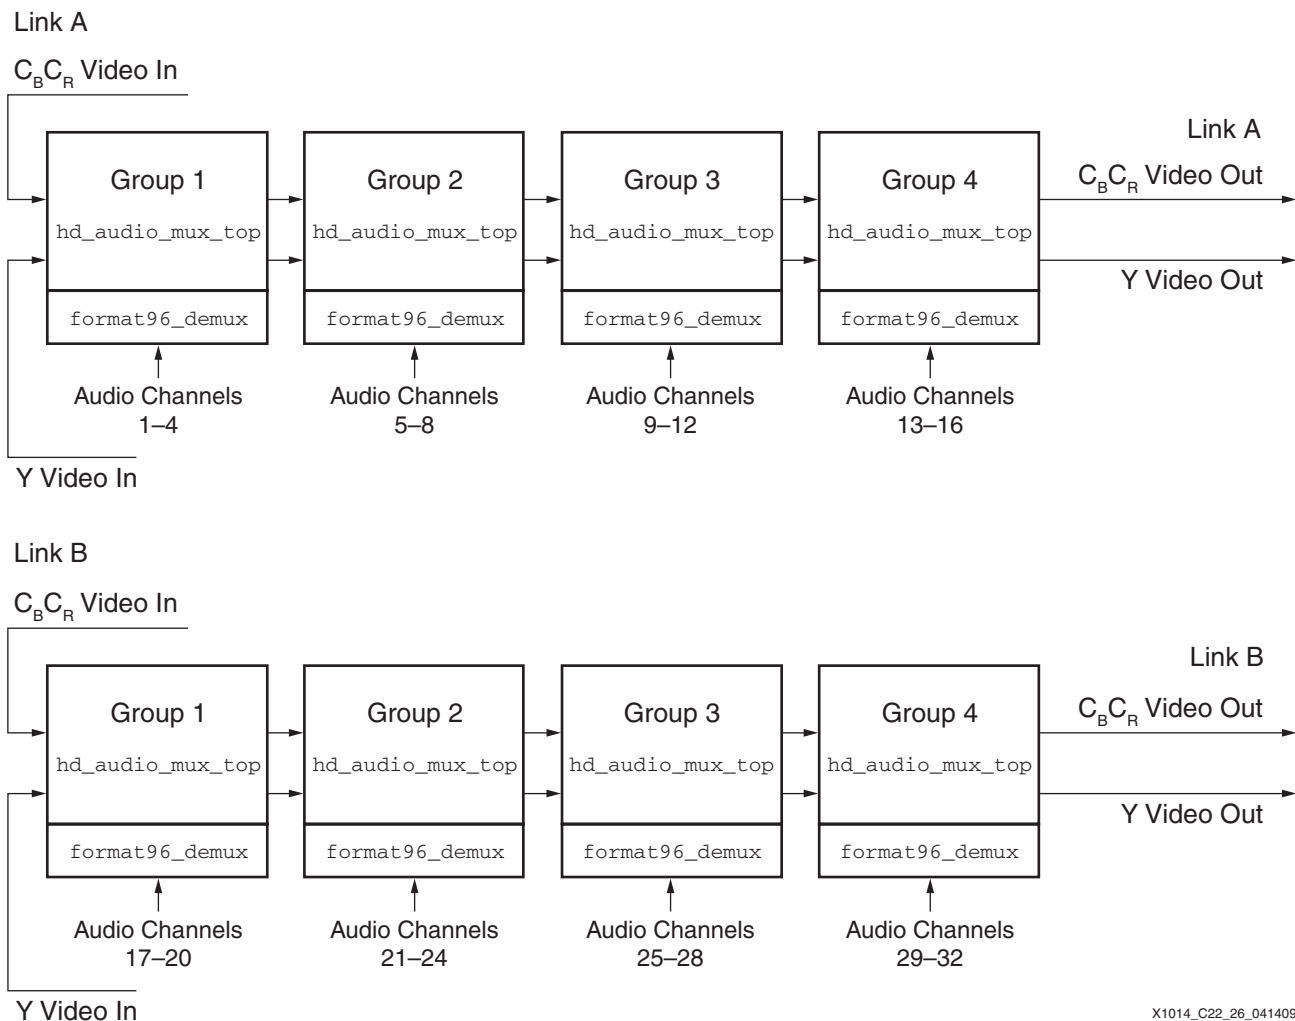 Link A
CBCR Video In
Link A
Group 1
Group 2
Group 3
Group 4
CBCR Video Out
hd_audio_mux_top
hd_audio_mux_top
hd_audio_mux_top
hd_audio_mux_top
Y Video Out
format96_demux
format96_demux
format96_demux
format96_demux
Audio Channels
1–4
Audio Channels
5–8
Audio Channels
9–12
Audio Channels
13–16
Y Video In
Link B
CBCR Video In
Link B
Group 1
Group 2
Group 3
Group 4
CBCR Video Out
hd_audio_mux_top
hd_audio_mux_top
hd_audio_mux_top
hd_audio_mux_top
Y Video Out
format96_demux
format96_demux
format96_demux
format96_demux
Audio Channels
17–20
Audio Channels
21–24
Audio Channels
25–28
Audio Channels
29–32
Y Video In
X1014_C22_26_041409